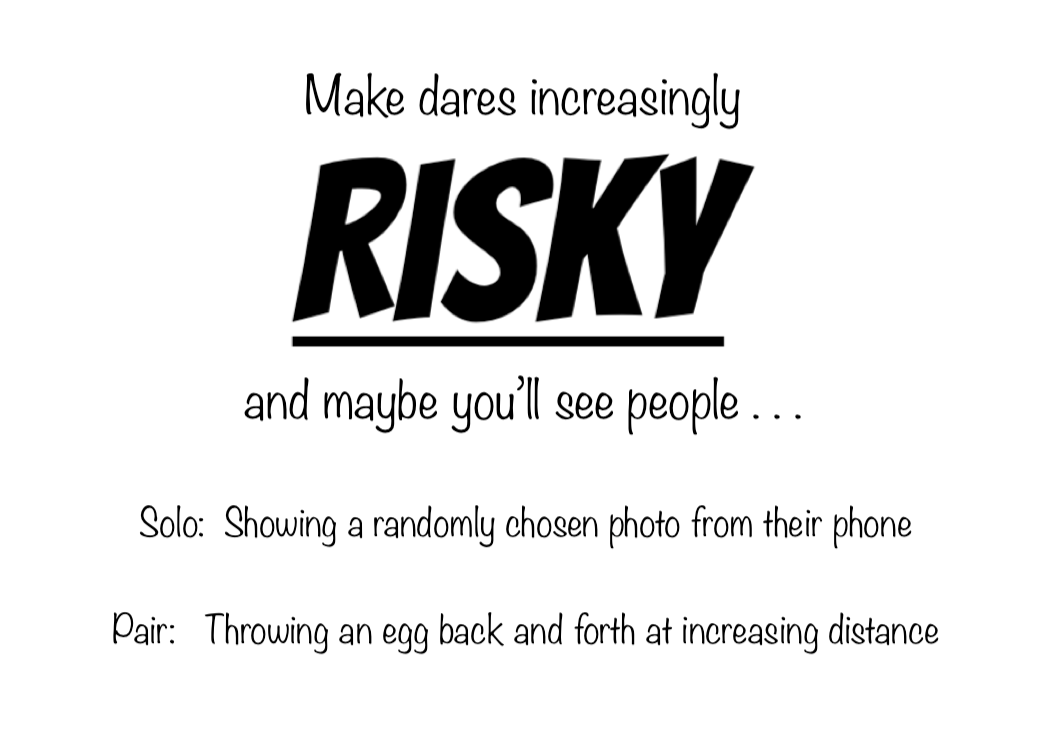 Make dares increasingly
RISKY
and maybe you'll see people . . .
Solo: Showing a randomly chosen photo from their phone
Pair: Throwing an egg back and forth at increasing distance